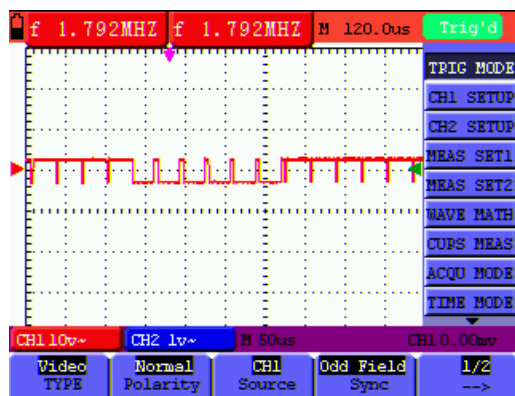 f 1.792MHZ f 1.792MHZ M 120.0us Trig'd
TRIG MODE
CH1 SETUP
CH2 SETUP
MEAS SET1
MEAS SET2
WAVE MATH
CUPS MEAS
ACQU MODE
TIME MODE
CH1 10v~ CH2 1v~ M 50us CH1 0.00mv
Video Normal CH1 Odd Field 1/2
TYPE Polarity Source Sync -->